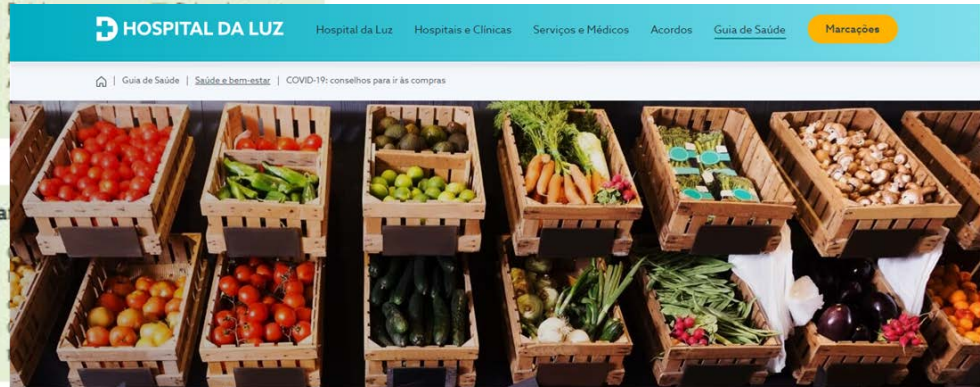 HOSPITAL DA LUZ
Hospital da Luz Hospitais e Clínicas Serviços e Médicos Acordos Guia de Saúde Marcações
| Guia de Saúde | Saúde e bem-estar | COVID-19: conselhos para ir às compras